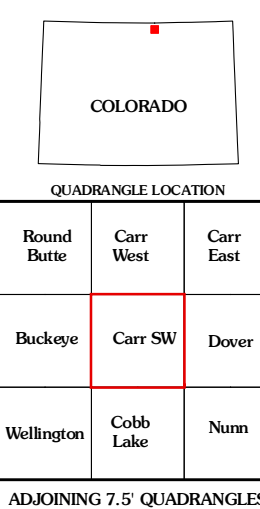 COLORADO
QUADRANGLE LOCATION
Round Carr Carr
Butte West East
Buckeye Carr SW Dover
Wellington Cobb Nunn
Lake
ADJOINING 7.5' QUADRANGLES